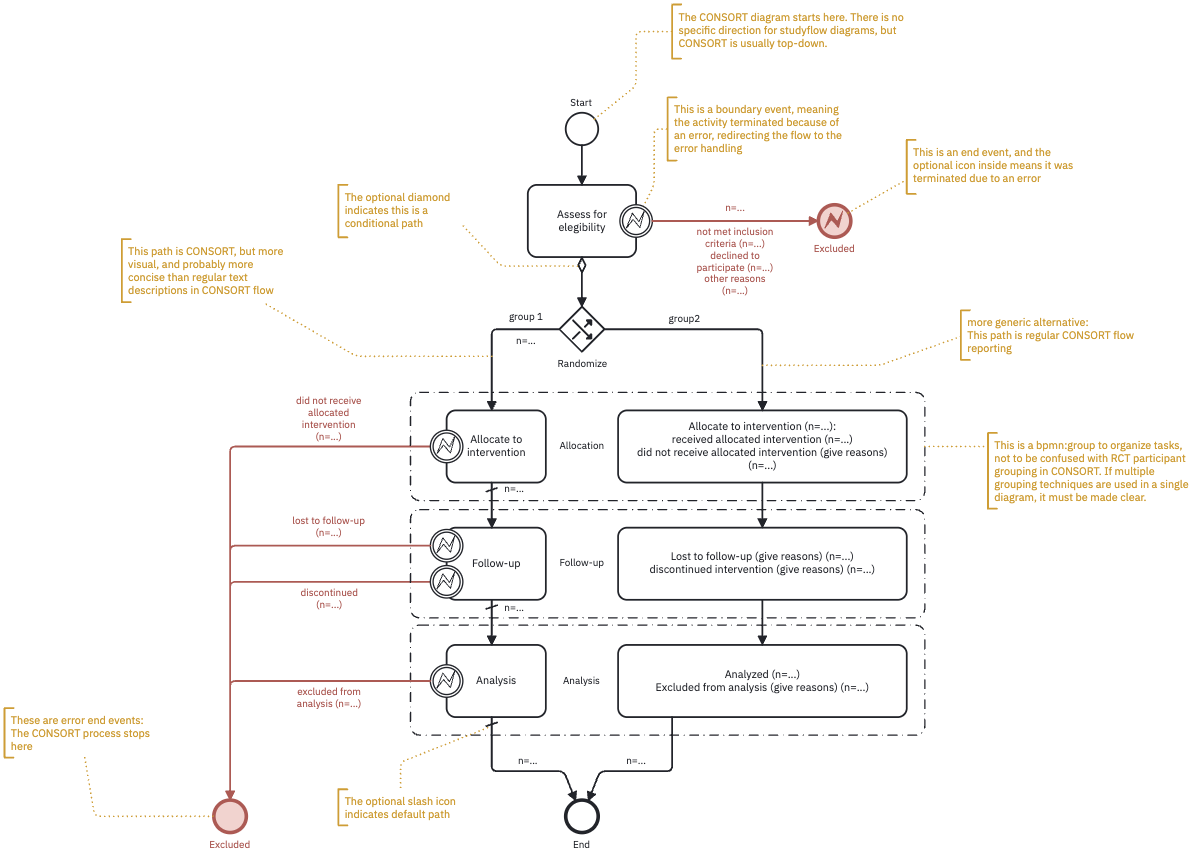 The CONSORT diagram starts here. There is no
specific direction for studyflow diagrams, but
CONSORT is usually top-down.
Start
This is a boundary event, meaning
the activity terminated because of
an error, redirecting the flow to the
error handling
This is an end event, and the
optional icon inside means it was
terminated due to an error
The optional diamond
indicates this is a
conditional path
Assess for
elegibility
n=...
not met inclusion
criteria (n=...)
declined to
participate (n=...)
other reasons
(n=...)
Excluded
This path is CONSORT, but more
visual, and probably more
concise than regular text
descriptions in CONSORT flow
group 1
n=...
group2
Randomize
more generic alternative:
This path is regular CONSORT flow
reporting
did not receive
allocated
intervention
(n=...)
Allocate to
intervention
Allocation
Allocate to intervention (n=...):
received allocated intervention (n=...)
did not receive allocated intervention (give reasons)
(n=...)
This is a bpmn:group to organize tasks,
not to be confused with RCT participant
grouping in CONSORT. If multiple
grouping techniques are used in a single
diagram, it must be made clear.
n=...
lost to follow-up
(n=...)
discontinued
(n=...)
Follow-up
Follow-up
Lost to follow-up (give reasons) (n=...)
discontinued intervention (give reasons) (n=...)
n=...
excluded from
analysis (n=...)
Analysis
Analysis
Analyzed (n=...)
Excluded from analysis (give reasons) (n=...)
These are error end events:
The CONSORT process stops
here
n=...
n=...
The optional slash icon
indicates default path
Excluded
End